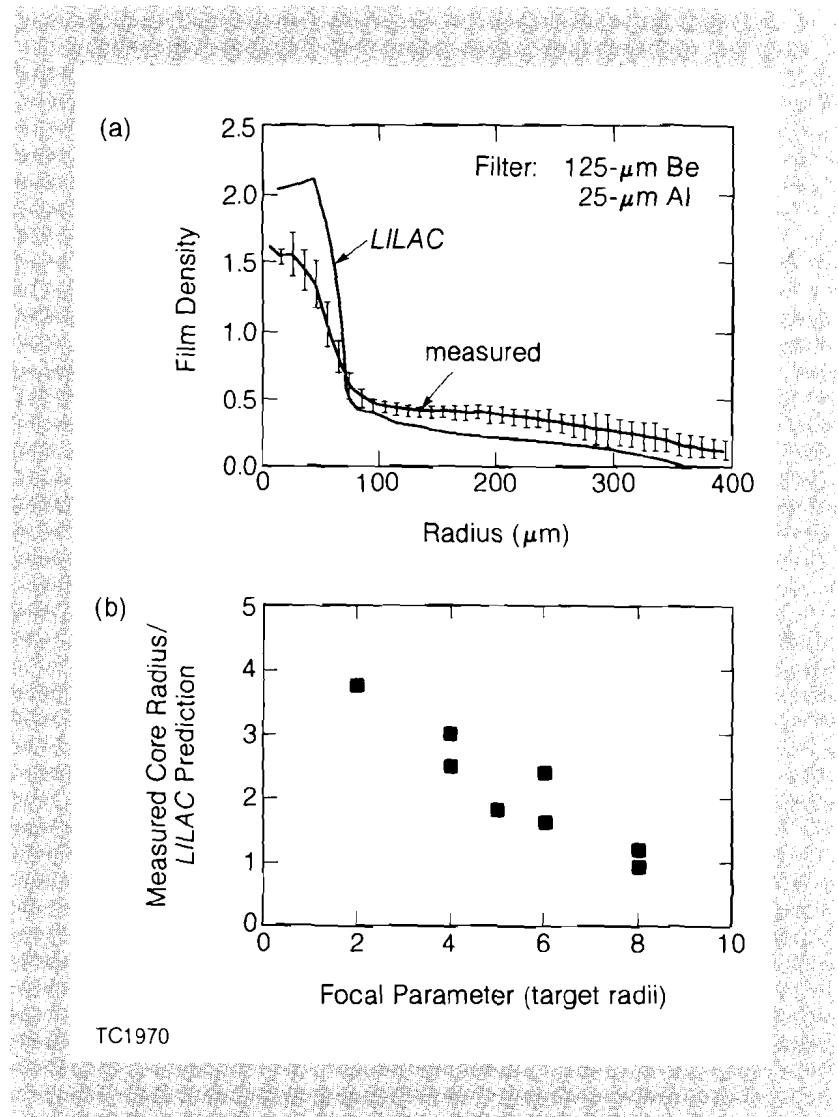 (a)
2.5
2.0
1.5
1.0
0.5
0.0
Film Density
Filter: 125-μm Be
25-μm Al
LILAC
measured
0 100 200 300 400
Radius (μm)
(b)
5
4
3
2
1
0
Measured Core Radius/
LILAC Prediction
0 2 4 6 8 10
Focal Parameter (target radii)
TC1970